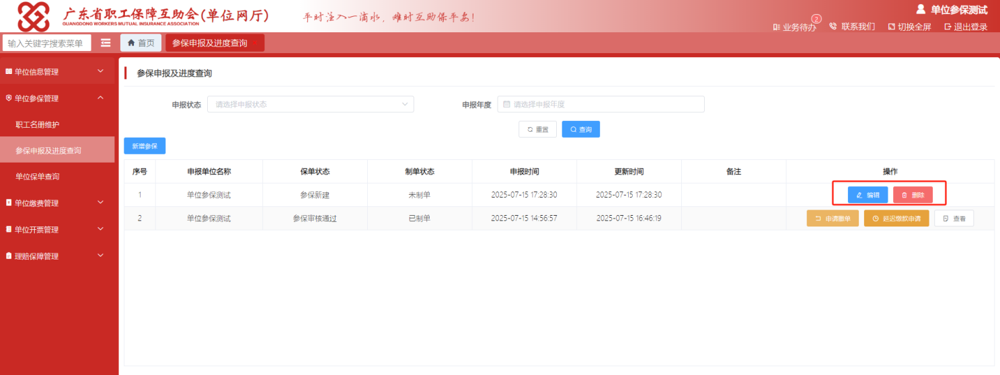 广东省职工保障互助会(单位网厅)
GUANGDONG WORKERS MUTUAL INSURANCE ASSOCIATION
平时注入一滴水，难时互助保平安!
单位参保测试
业务待办 2 联系我们 切换全屏 退出登录
输入关键字搜索菜单 首页 参保申报及进度查询
单位信息管理
单位参保管理
职工名册维护
参保申报及进度查询
单位保单查询
单位缴费管理
单位开票管理
理赔保障管理
参保申报及进度查询
申报状态 请选择申报状态 申报年度 请选择申报年度
重置 查询
新增参保
序号 申报单位名称 保单状态 制单状态 申报时间 更新时间 备注 操作
1 单位参保测试 参保新建 未制单 2025-07-15 17:28:30 2025-07-15 17:28:30 编辑 删除
2 单位参保测试 参保审核通过 已制单 2025-07-15 14:56:57 2025-07-15 16:46:19 申请撤单 延迟缴款申请 查看